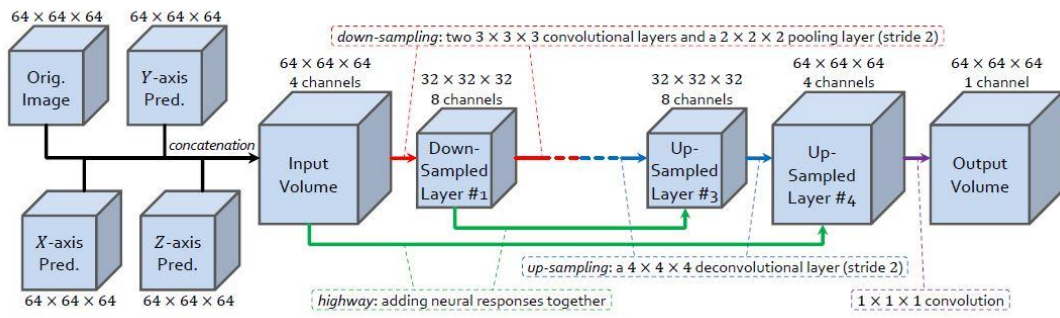 64 × 64 × 64
64 × 64 × 64
Orig.
Image
Y-axis
Pred.
X-axis
Pred.
Z-axis
Pred.
64 × 64 × 64
64 × 64 × 64
concatenation
down-sampling: two 3 × 3 × 3 convolutional layers and a 2 × 2 × 2 pooling layer (stride 2)
64 × 64 × 64
4 channels
Input
Volume
32 × 32 × 32
8 channels
Down-
Sampled
Layer #1
32 × 32 × 32
8 channels
Up-
Sampled
Layer #3
64 × 64 × 64
4 channels
Up-
Sampled
Layer #4
64 × 64 × 64
1 channel
Output
Volume
up-sampling: a 4 × 4 × 4 deconvolutional layer (stride 2)
highway: adding neural responses together
1 × 1 × 1 convolution